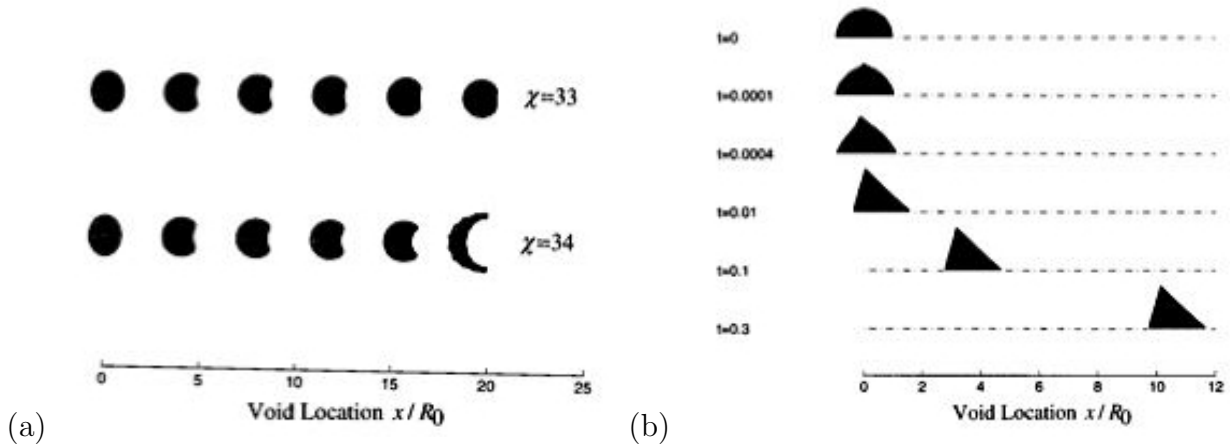 χ=33
χ=34
0 5 10 15 20 25
Void Location x / R₀
(a)
t=0
t=0.0001
t=0.0004
t=0.01
t=0.1
t=0.3
0 2 4 6 8 10 12
Void Location x / R₀
(b)